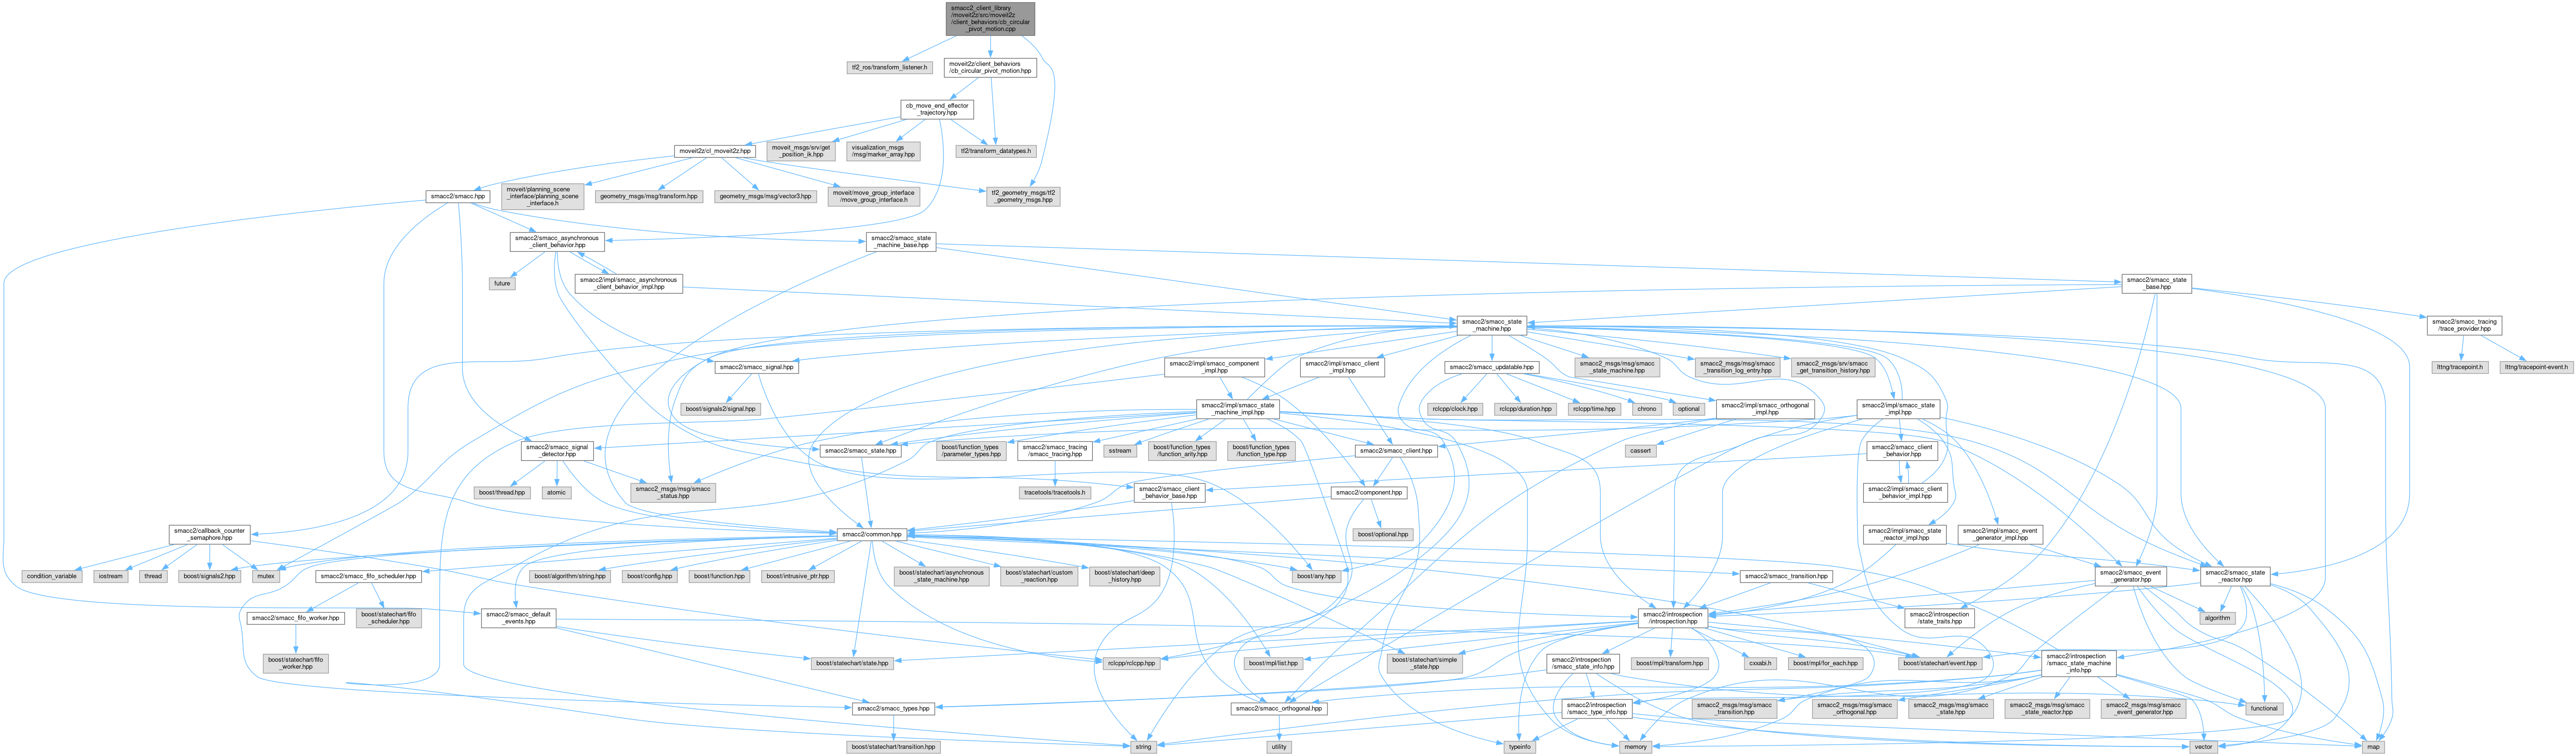 smacc2_client_library
/moveit2z/src/moveit2z
/client_behaviors/cb_circular
_pivot_motion.cpp
tf2_ros/transform_listener.h
moveit2z/client_behaviors
/cb_circular_pivot_motion.hpp
cb_move_end_effector
_trajectory.hpp
moveit2z/cl_moveit2z.hpp
moveit_msgs/srv/get
_position_ik.hpp
visualization_msgs
/msg/marker_array.hpp
tf2/transform_datatypes.h
smacc2/smacc.hpp
moveit/planning_scene
_interface/planning_scene
_interface.h
geometry_msgs/msg/transform.hpp
geometry_msgs/msg/vector3.hpp
moveit/move_group_interface
/move_group_interface.h
tf2_geometry_msgs/tf2
_geometry_msgs.hpp
smacc2/smacc_asynchronous
_client_behavior.hpp
smacc2/smacc_state
_machine_base.hpp
future
smacc2/impl/smacc_asynchronous
_client_behavior_impl.hpp
smacc2/smacc_state
_base.hpp
smacc2/smacc_state
_machine.hpp
smacc2/smacc_tracing
/trace_provider.hpp
smacc2/smacc_signal.hpp
smacc2/impl/smacc_component
_impl.hpp
smacc2/impl/smacc_client
_impl.hpp
smacc2/smacc_updatable.hpp
smacc2_msgs/msg/smacc
_state_machine.hpp
smacc2_msgs/msg/smacc
_transition_log_entry.hpp
smacc2_msgs/srv/smacc
_get_transition_history.hpp
lttng/tracepoint.h
lttng/tracepoint-event.h
boost/signals2/signal.hpp
smacc2/impl/smacc_state
_machine_impl.hpp
rclcpp/clock.hpp
rclcpp/duration.hpp
rclcpp/time.hpp
chrono
optional
smacc2/impl/smacc_orthogonal
_impl.hpp
smacc2/impl/smacc_state
_impl.hpp
smacc2/smacc_signal
_detector.hpp
smacc2/smacc_state.hpp
boost/function_types
/parameter_types.hpp
smacc2/smacc_tracing
/smacc_tracing.hpp
sstream
boost/function_types
/function_arity.hpp
boost/function_types
/function_type.hpp
smacc2/smacc_client.hpp
cassert
smacc2/smacc_client
_behavior.hpp
boost/thread.hpp
atomic
smacc2_msgs/msg/smacc
_status.hpp
tracetools/tracetools.h
smacc2/smacc_client
_behavior_base.hpp
smacc2/component.hpp
smacc2/impl/smacc_client
_behavior_impl.hpp
smacc2/callback_counter
_semaphore.hpp
smacc2/common.hpp
boost/optional.hpp
smacc2/impl/smacc_state
_reactor_impl.hpp
smacc2/impl/smacc_event
_generator_impl.hpp
condition_variable
iostream
thread
boost/signals2.hpp
mutex
smacc2/smacc_fifo_scheduler.hpp
boost/algorithm/string.hpp
boost/config.hpp
boost/function.hpp
boost/intrusive_ptr.hpp
boost/statechart/asynchronous
_state_machine.hpp
boost/statechart/custom
_reaction.hpp
boost/statechart/deep
_history.hpp
boost/any.hpp
smacc2/smacc_transition.hpp
smacc2/smacc_event
_generator.hpp
smacc2/smacc_state
_reactor.hpp
smacc2/smacc_fifo_worker.hpp
boost/statechart/fifo
_scheduler.hpp
smacc2/smacc_default
_events.hpp
smacc2/introspection
/introspection.hpp
smacc2/introspection
/state_traits.hpp
algorithm
boost/statechart/fifo
_worker.hpp
boost/statechart/state.hpp
rclcpp/rclcpp.hpp
boost/mpl/list.hpp
boost/statechart/simple
_state.hpp
smacc2/introspection
/smacc_state_info.hpp
boost/mpl/transform.hpp
cxxabi.h
boost/mpl/for_each.hpp
boost/statechart/event.hpp
smacc2/introspection
/smacc_state_machine
_info.hpp
smacc2/smacc_types.hpp
smacc2/smacc_orthogonal.hpp
smacc2/introspection
/smacc_type_info.hpp
smacc2_msgs/msg/smacc
_transition.hpp
smacc2_msgs/msg/smacc
_orthogonal.hpp
smacc2_msgs/msg/smacc
_state.hpp
smacc2_msgs/msg/smacc
_state_reactor.hpp
smacc2_msgs/msg/smacc
_event_generator.hpp
functional
boost/statechart/transition.hpp
string
utility
typeinfo
memory
vector
map